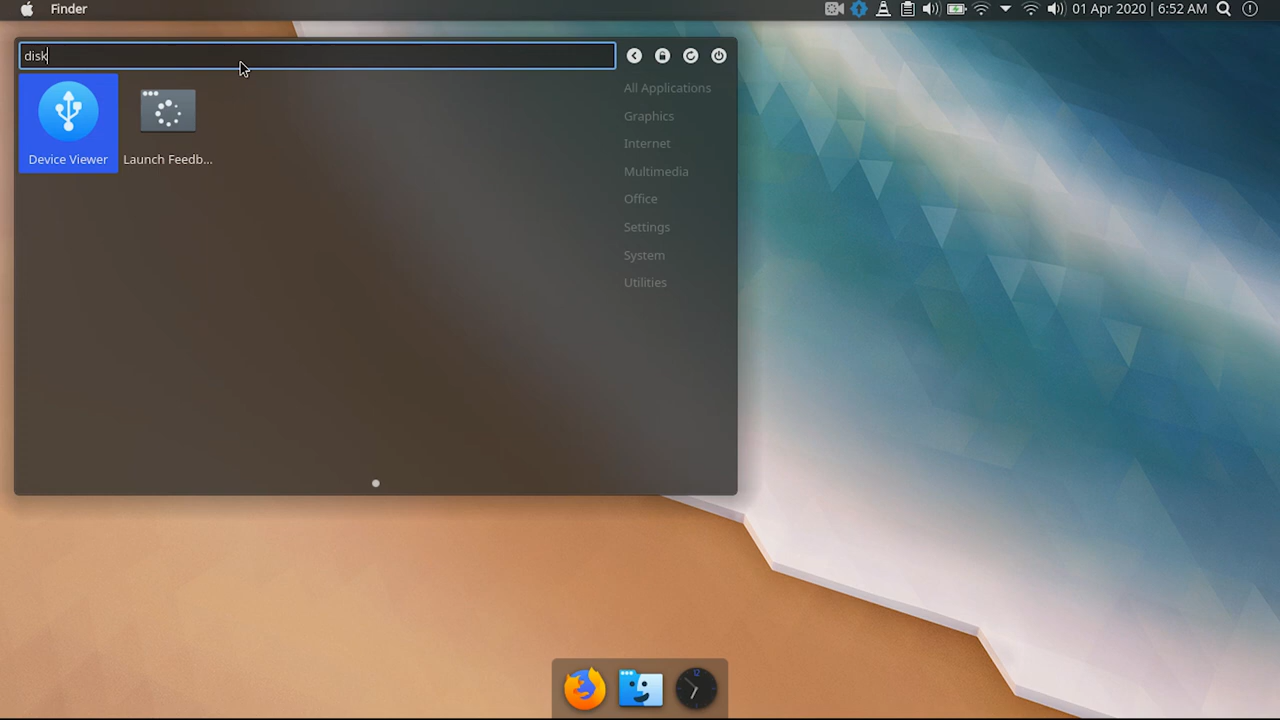 Finder
01 Apr 2020 | 6:52 AM
disk
Device Viewer
Launch Feedb...
All Applications
Graphics
Internet
Multimedia
Office
Settings
System
Utilities
12